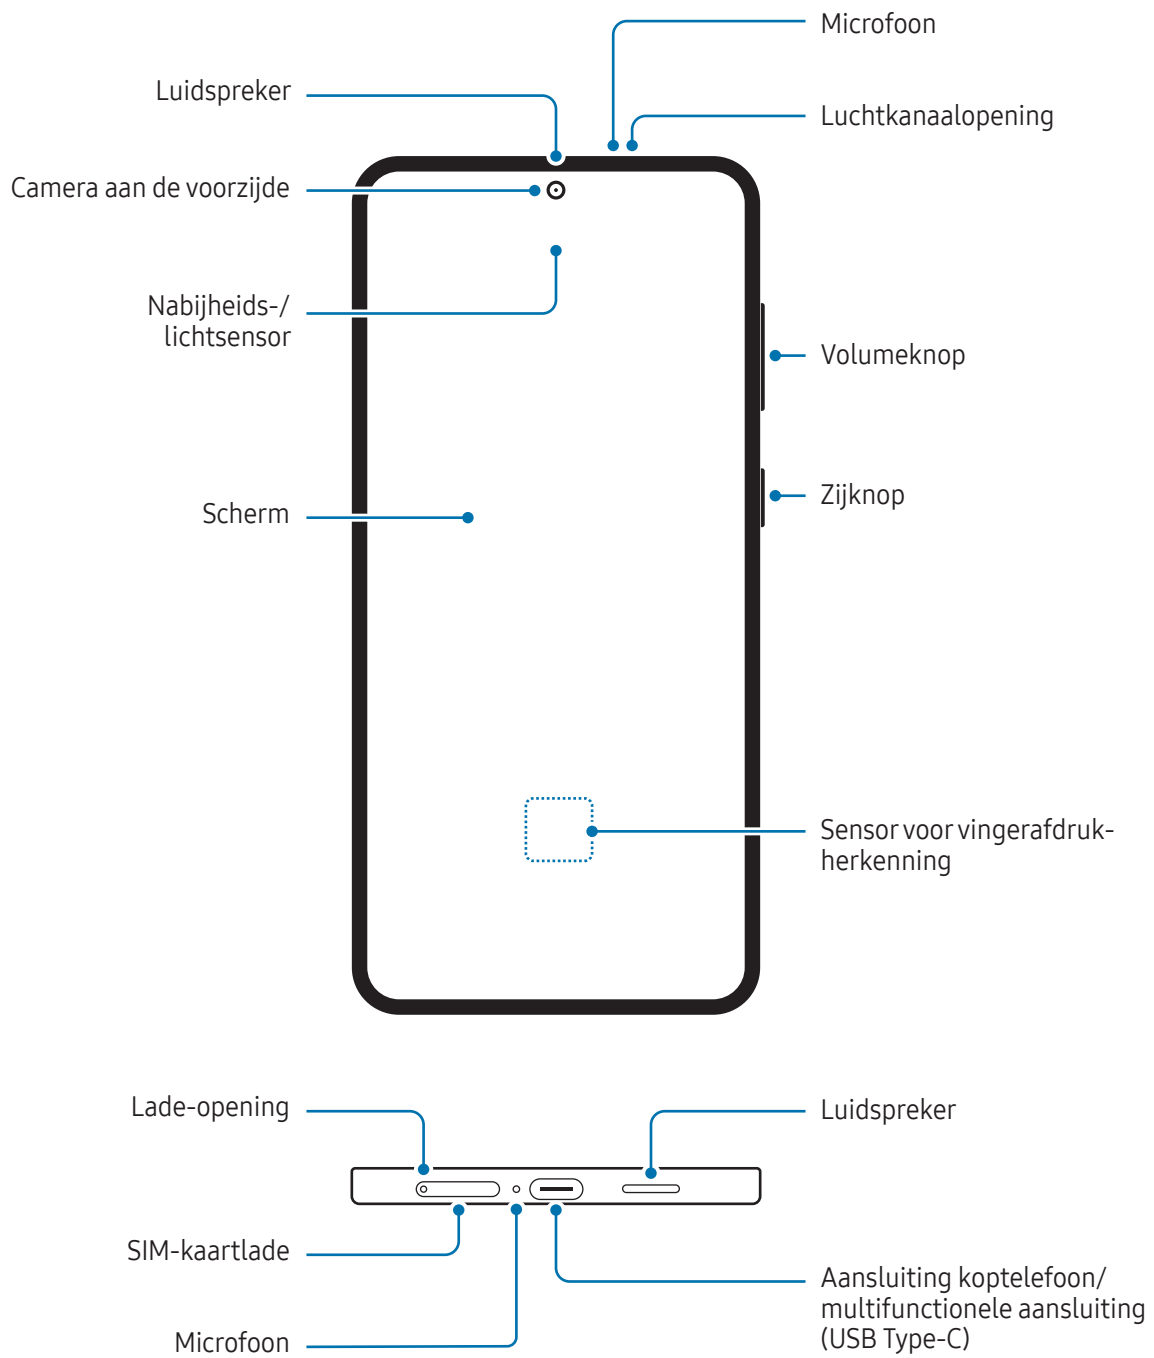 Microfoon
Luidspreker
Luchtkanaalopening
Camera aan de voorzijde
Nabijheids-/
lichtsensor
Volumeknop
Zijknop
Scherm
Sensor voor vingerafdruk-
herkenning
Lade-opening
Luidspreker
SIM-kaartlade
Aansluiting koptelefoon/
multifunctionele aansluiting
(USB Type-C)
Microfoon